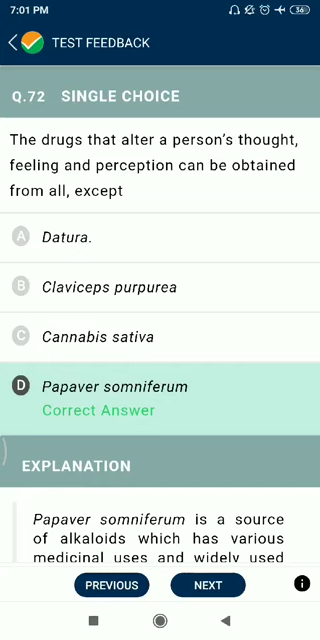 7:01 PM
36
TEST FEEDBACK
Q.72 SINGLE CHOICE
The drugs that alter a person's thought,
feeling and perception can be obtained
from all, except
A Datura.
B Claviceps purpurea
C Cannabis sativa
D Papaver somniferum
Correct Answer
EXPLANATION
Papaver somniferum is a source
of alkaloids which has various
medicinal uses and widely used
PREVIOUS
NEXT